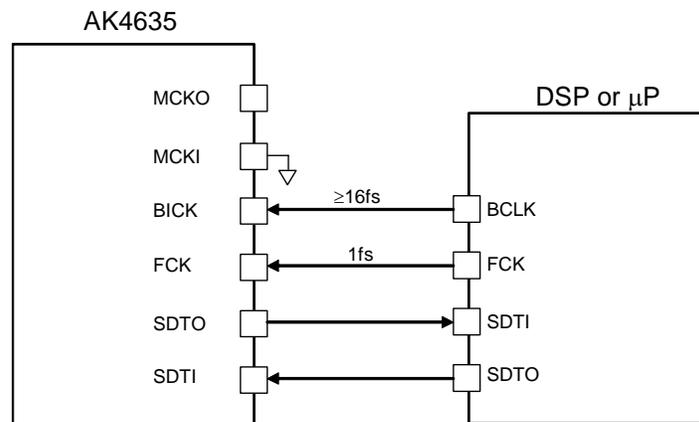 AK4635
DSP or μP
MCKO
MCKI
BICK
≥16fs
BCLK
FCK
1fs
FCK
SDTO
SDTI
SDTI
SDTO